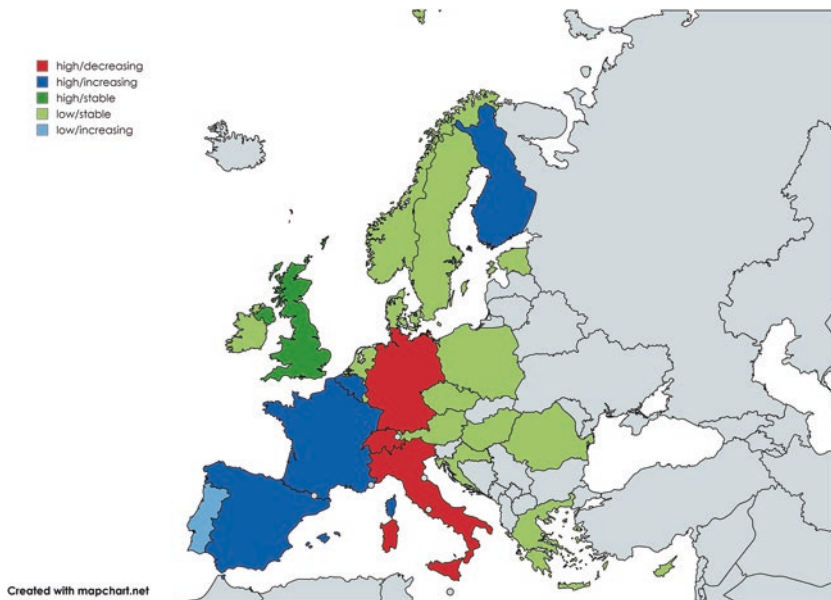 high/decreasing
high/increasing
high/stable
low/stable
low/increasing
Created with mapchart.net